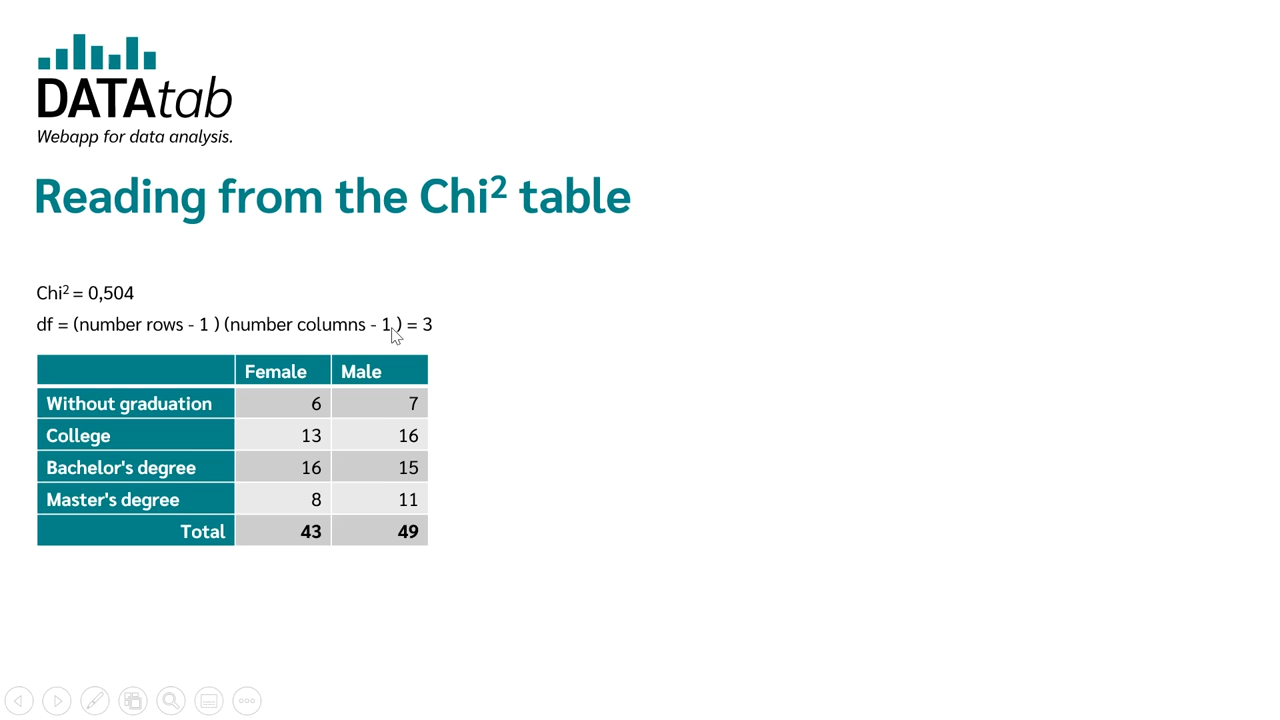 DATAtab
Webapp for data analysis.
Reading from the Chi² table
Chi² = 0,504
df = (number rows - 1 ) (number columns - 1 ) = 3
Female Male
Without graduation 6 7
College 13 16
Bachelor's degree 16 15
Master's degree 8 11
Total 43 49